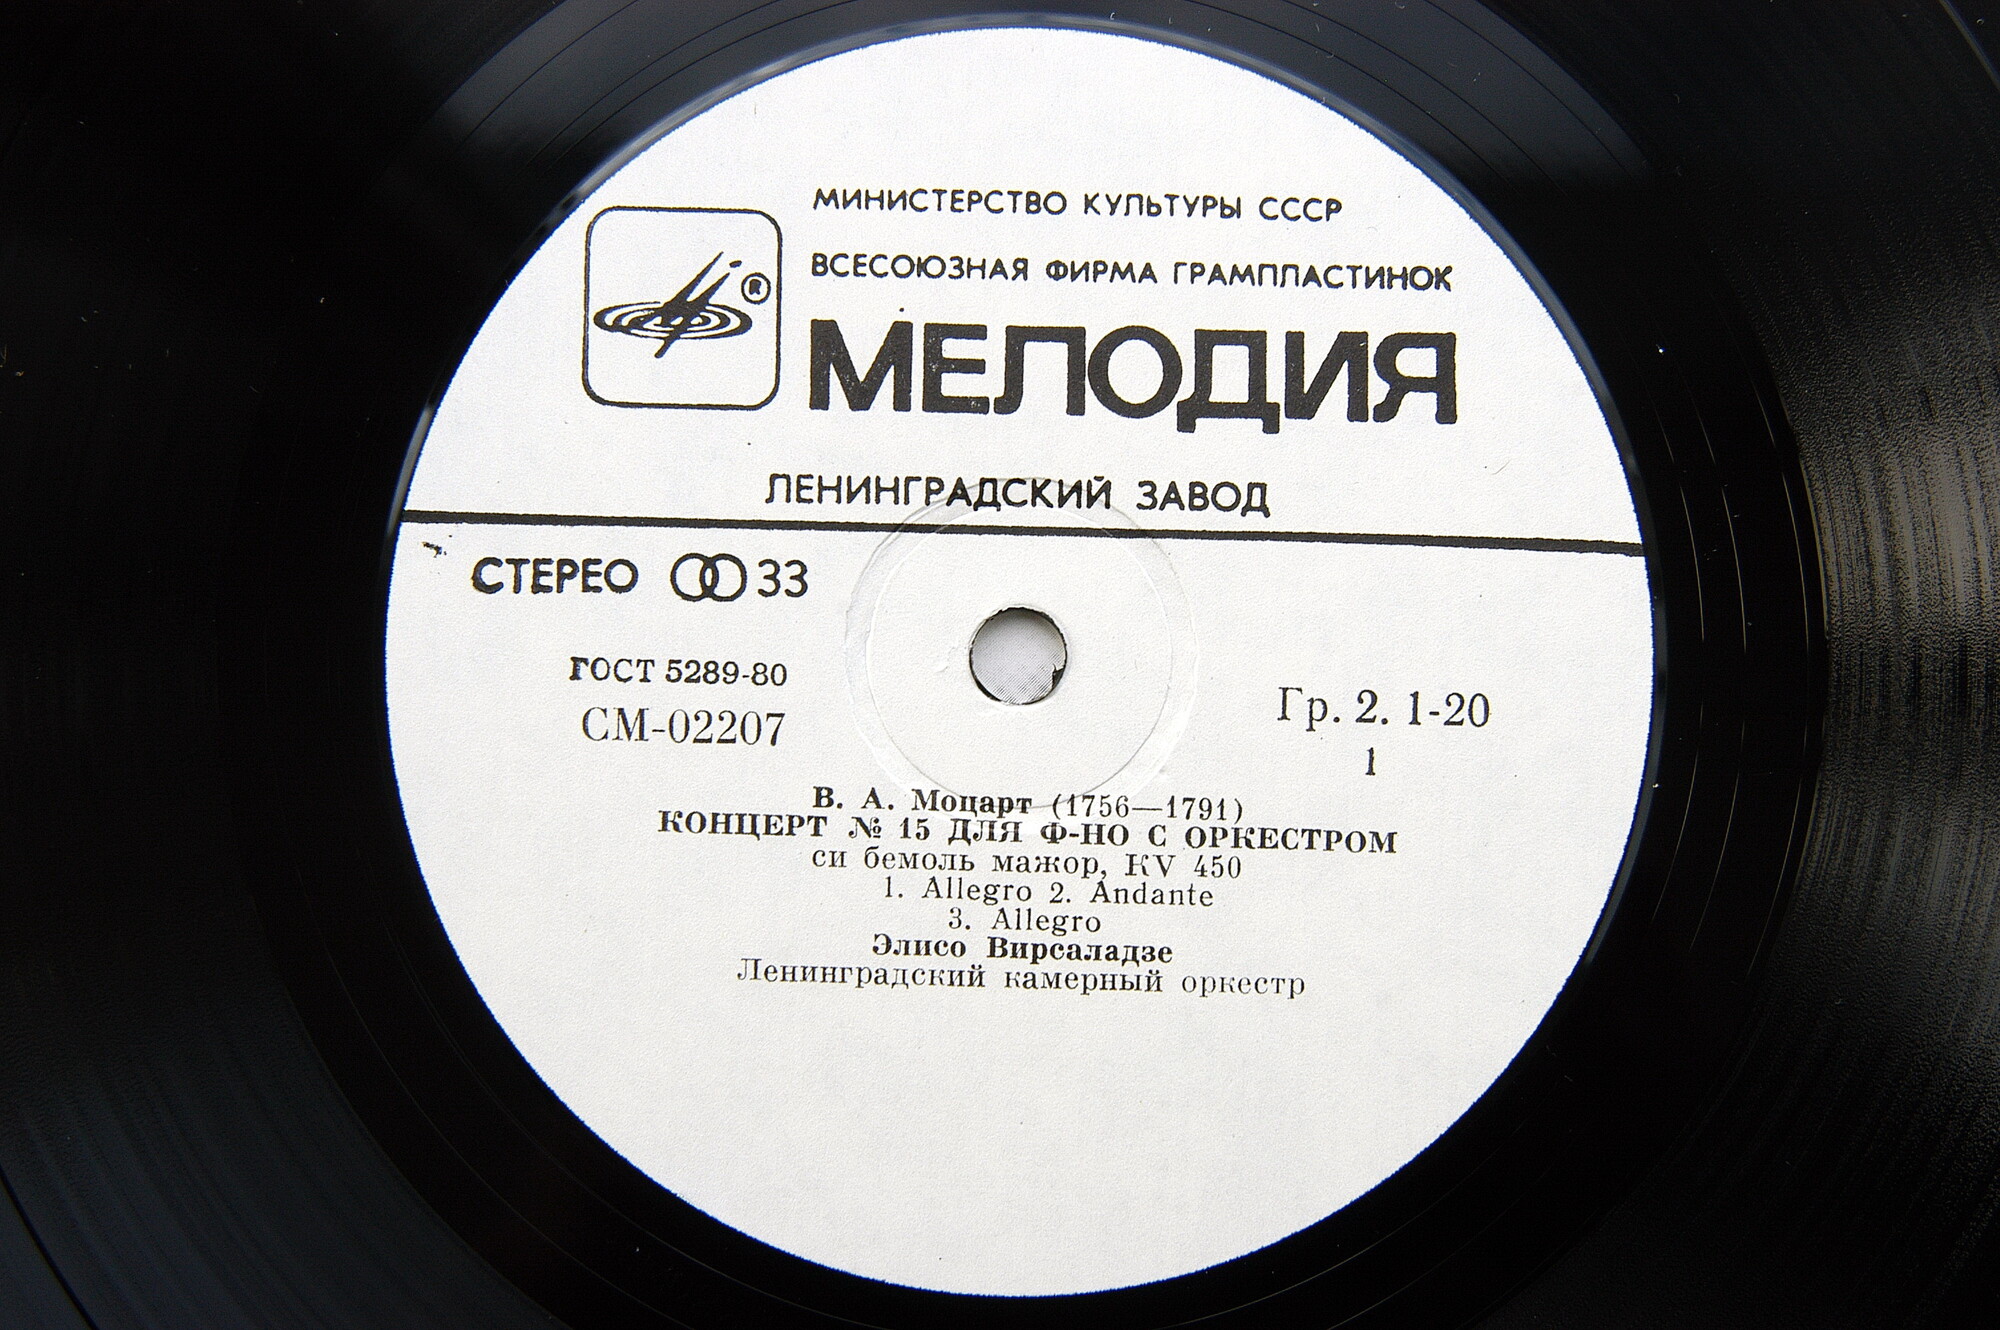 МИНИСТЕРСТВО КУЛЬТУРЫ СССР
ВСЕСОЮЗНАЯ ФИРМА ГРАМПЛАСТИНОК
®
МЕЛОДИЯ
ЛЕНИНГРАДСКИЙ ЗАВОД
СТЕРЕО 33
ГОСТ 5289-80
СМ-02207
Гр. 2. 1-20
1
В. А. Моцарт (1756—1791)
КОНЦЕРТ № 15 ДЛЯ Ф-НО С ОРКЕСТРОМ
си бемоль мажор, KV 450
1. Allegro 2. Andante
3. Allegro
Элисо Вирсаладзе
Ленинградский камерный оркестр